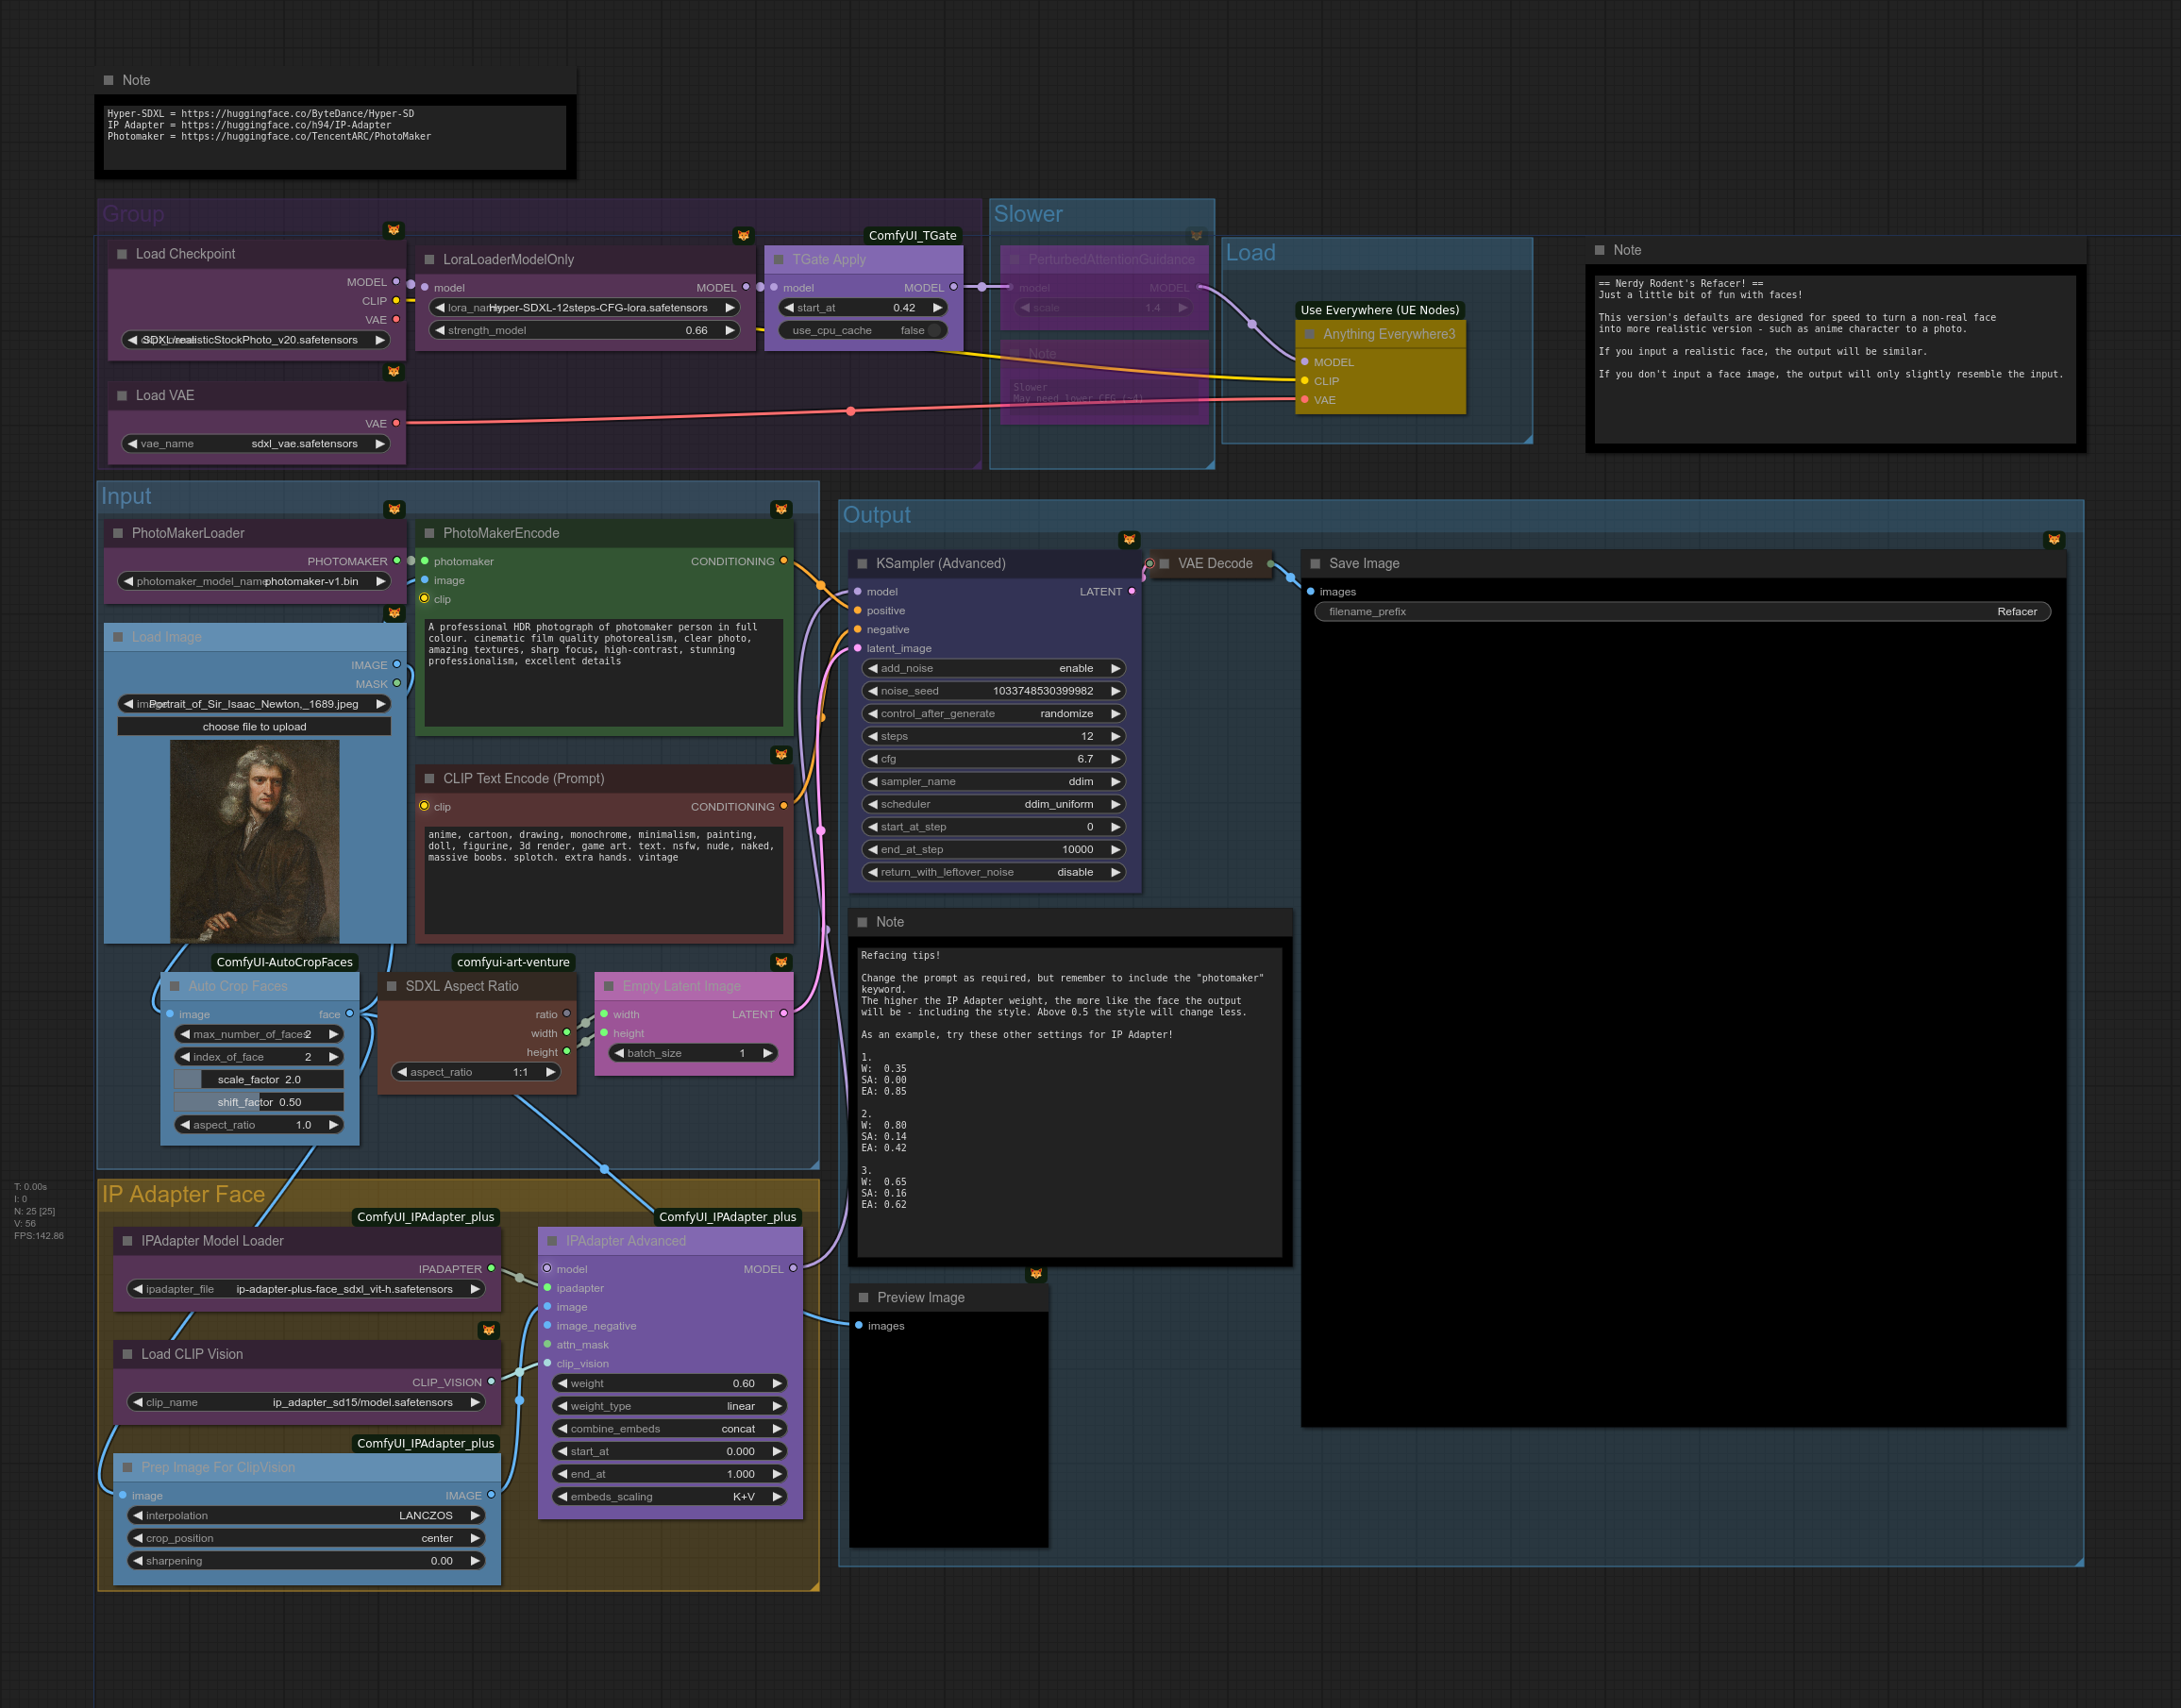 Note
Hyper-SDXL = https://huggingface.co/ByteDance/Hyper-SD
IP Adapter = https://huggingface.co/h94/IP-Adapter
Photomaker = https://huggingface.co/TencentARC/PhotoMaker
Group
Load Checkpoint
MODEL
CLIP
VAE
SDXL/realisticStockPhoto_v20.safetensors
Load VAE
VAE
vae_name sdxl_vae.safetensors
LoraLoaderModelOnly
model MODEL
lora_name Hyper-SDXL-12steps-CFG-lora.safetensors
strength_model 0.66
ComfyUI_TGate
TGate Apply
model MODEL
start_at 0.42
use_cpu_cache false
Slower
PerturbedAttentionGuidance
model MODEL
scale 1.4
Note
Slower
May need lower CFG (~4)
Load
Use Everywhere (UE Nodes)
Anything Everywhere3
MODEL
CLIP
VAE
Note
== Nerdy Rodent's Refacer! ==
Just a little bit of fun with faces!
This version's defaults are designed for speed to turn a non-real face
into more realistic version - such as anime character to a photo.
If you input a realistic face, the output will be similar.
If you don't input a face image, the output will only slightly resemble the input.
Input
PhotoMakerLoader
PHOTOMAKER
photomaker_model_name photomaker-v1.bin
Load Image
IMAGE
MASK
image Portrait_of_Sir_Isaac_Newton,_1689.jpeg
choose file to upload
PhotoMakerEncode
photomaker CONDITIONING
image
clip
A professional HDR photograph of photomaker person in full
colour. cinematic film quality photorealism, clear photo,
amazing textures, sharp focus, high-contrast, stunning
professionalism, excellent details
CLIP Text Encode (Prompt)
clip CONDITIONING
anime, cartoon, drawing, monochrome, minimalism, painting,
doll, figurine, 3d render, game art. text. nsfw, nude, naked,
massive boobs. splotch. extra hands. vintage
ComfyUI-AutoCropFaces
Auto Crop Faces
image face
max_number_of_faces 2
index_of_face 2
scale_factor 2.0
shift_factor 0.50
aspect_ratio 1.0
comfyui-art-venture
SDXL Aspect Ratio
ratio
width
height
aspect_ratio 1:1
Empty Latent Image
width LATENT
height
batch_size 1
Output
KSampler (Advanced)
model LATENT
positive
negative
latent_image
add_noise enable
noise_seed 1033748530399982
control_after_generate randomize
steps 12
cfg 6.7
sampler_name ddim
scheduler ddim_uniform
start_at_step 0
end_at_step 10000
return_with_leftover_noise disable
VAE Decode
Save Image
images
filename_prefix Refacer
Note
Refacing tips!
Change the prompt as required, but remember to include the "photomaker"
keyword.
The higher the IP Adapter weight, the more like the face the output
will be - including the style. Above 0.5 the style will change less.
As an example, try these other settings for IP Adapter!
1.
W: 0.35
SA: 0.00
EA: 0.85
2.
W: 0.80
SA: 0.14
EA: 0.42
3.
W: 0.65
SA: 0.16
EA: 0.62
Preview Image
images
T: 0.00s
I: 0
N: 25 [25]
V: 56
FPS:142.86
IP Adapter Face
ComfyUI_IPAdapter_plus
IPAdapter Model Loader
IPADAPTER
ipadapter_file ip-adapter-plus-face_sdxl_vit-h.safetensors
Load CLIP Vision
CLIP_VISION
clip_name ip_adapter_sd15/model.safetensors
ComfyUI_IPAdapter_plus
Prep Image For ClipVision
image IMAGE
interpolation LANCZOS
crop_position center
sharpening 0.00
ComfyUI_IPAdapter_plus
IPAdapter Advanced
model MODEL
ipadapter
image
image_negative
attn_mask
clip_vision
weight 0.60
weight_type linear
combine_embeds concat
start_at 0.000
end_at 1.000
embeds_scaling K+V